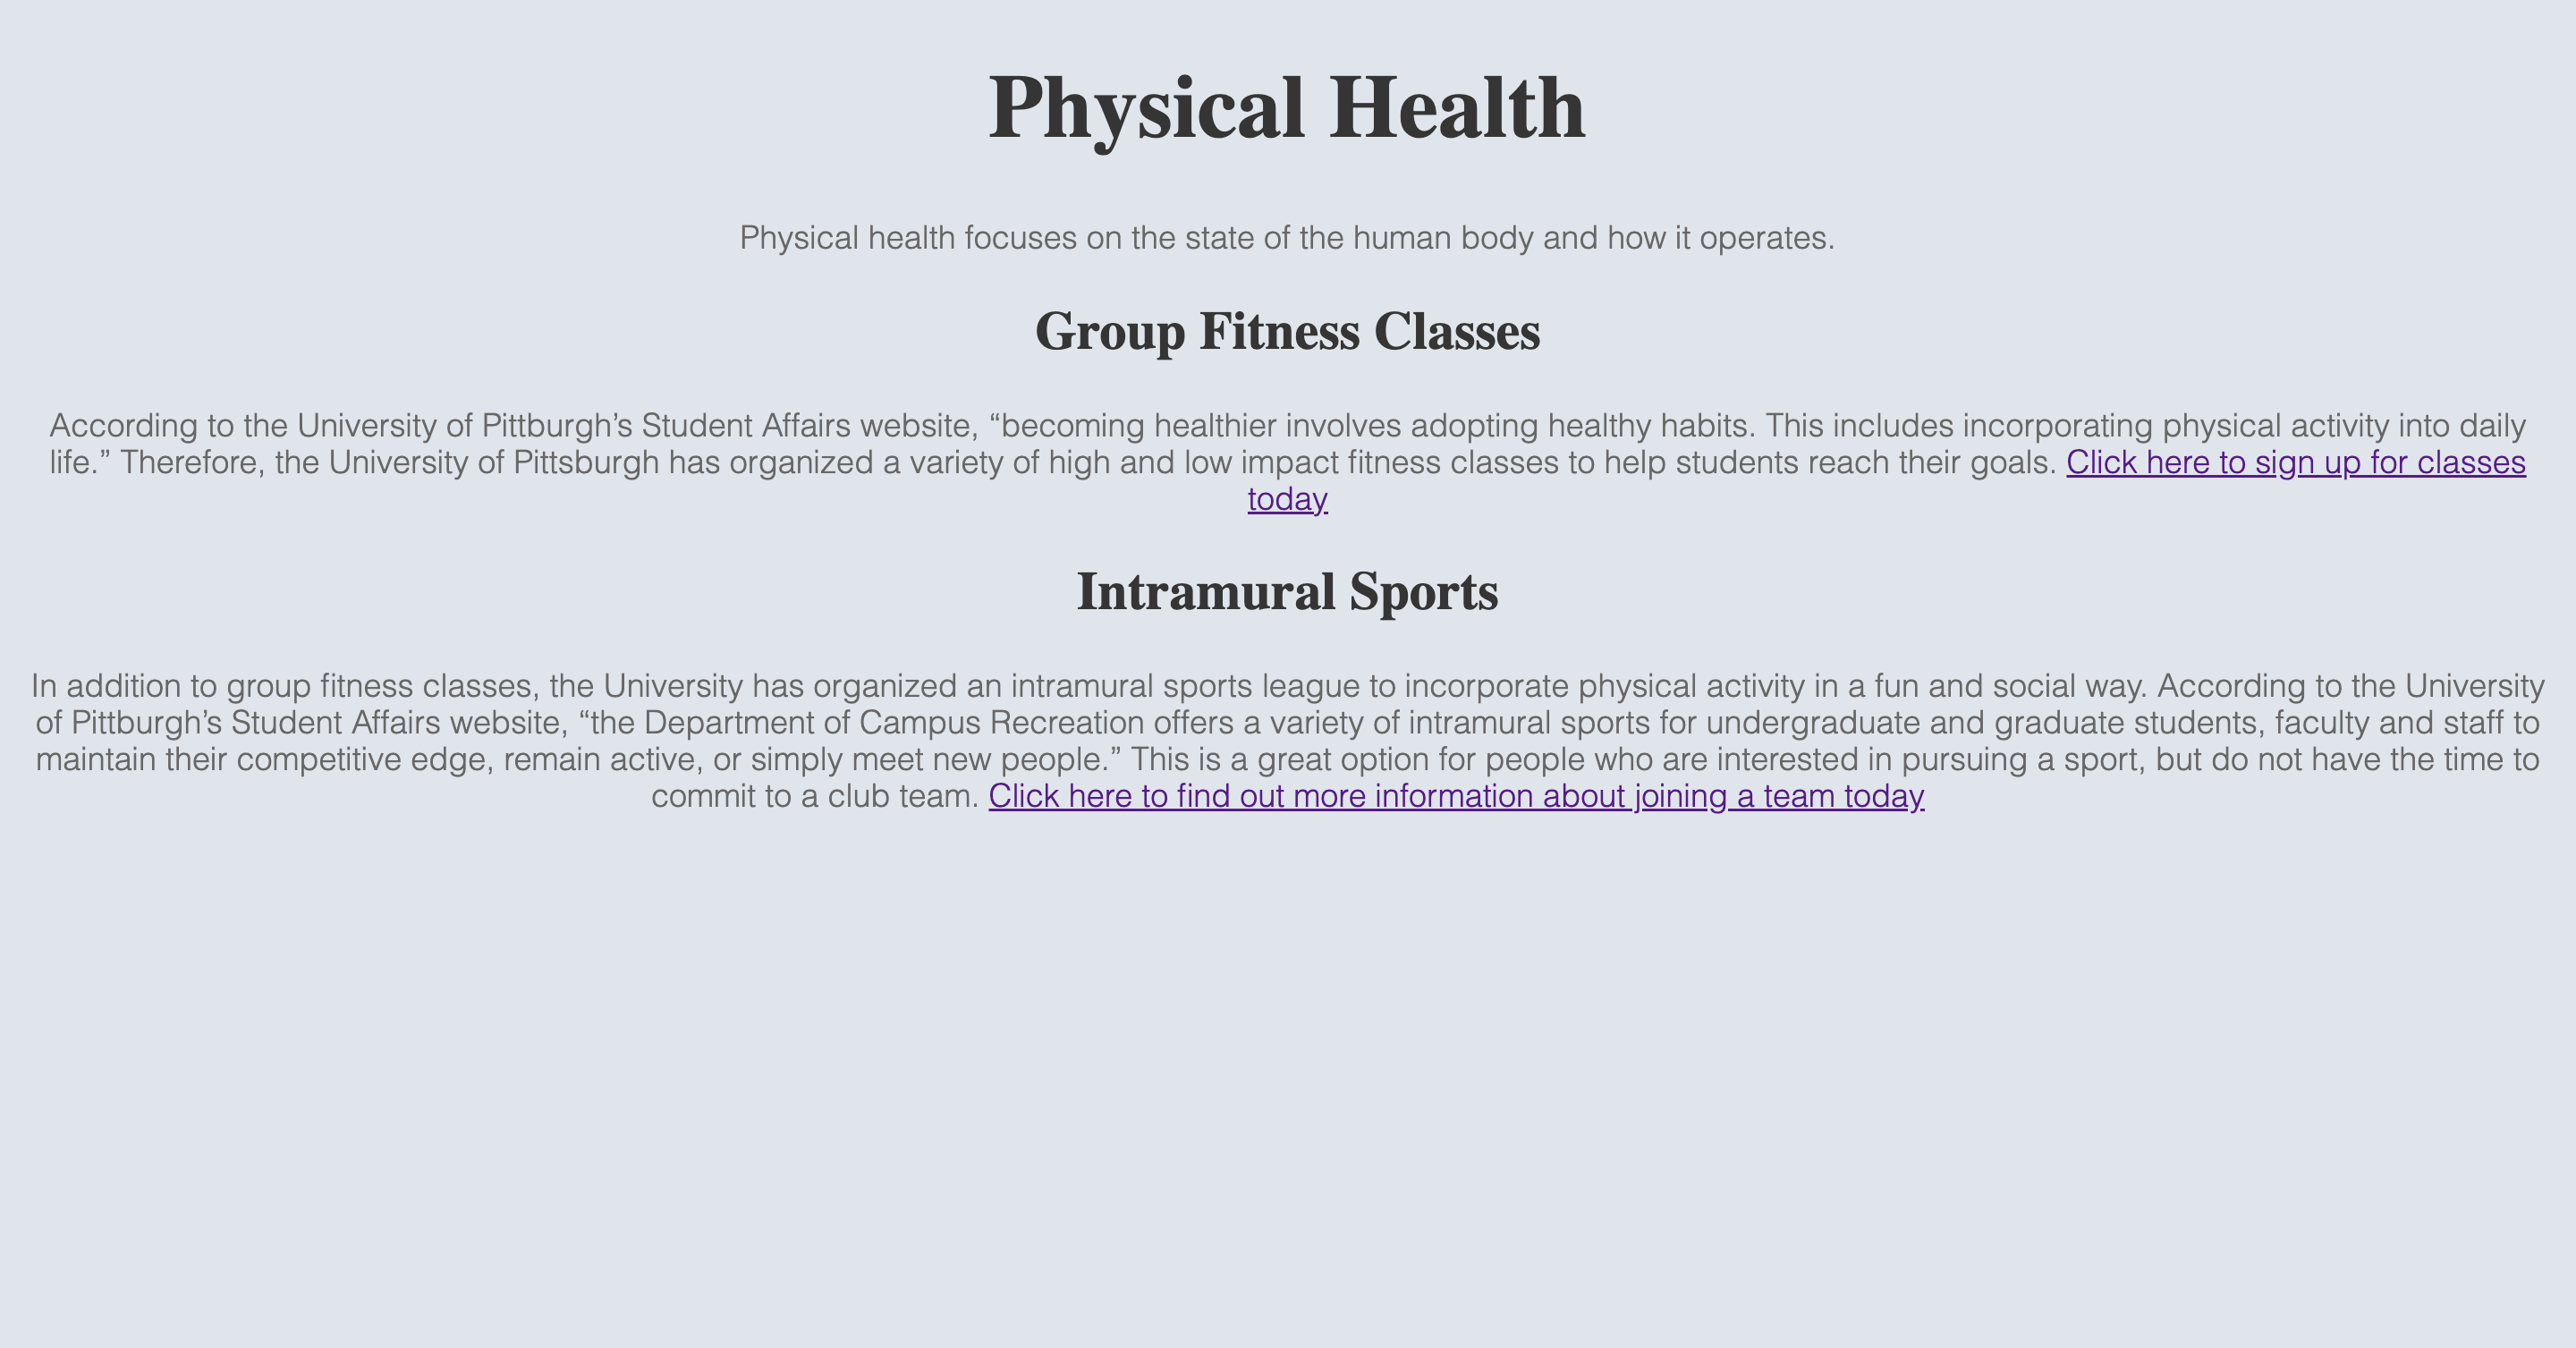 Physical Health
Physical health focuses on the state of the human body and how it operates.
Group Fitness Classes
According to the University of Pittburgh’s Student Affairs website, “becoming healthier involves adopting healthy habits. This includes incorporating physical activity into daily
life.” Therefore, the University of Pittsburgh has organized a variety of high and low impact fitness classes to help students reach their goals. Click here to sign up for classes
today
Intramural Sports
In addition to group fitness classes, the University has organized an intramural sports league to incorporate physical activity in a fun and social way. According to the University
of Pittburgh’s Student Affairs website, “the Department of Campus Recreation offers a variety of intramural sports for undergraduate and graduate students, faculty and staff to
maintain their competitive edge, remain active, or simply meet new people.” This is a great option for people who are interested in pursuing a sport, but do not have the time to
commit to a club team. Click here to find out more information about joining a team today